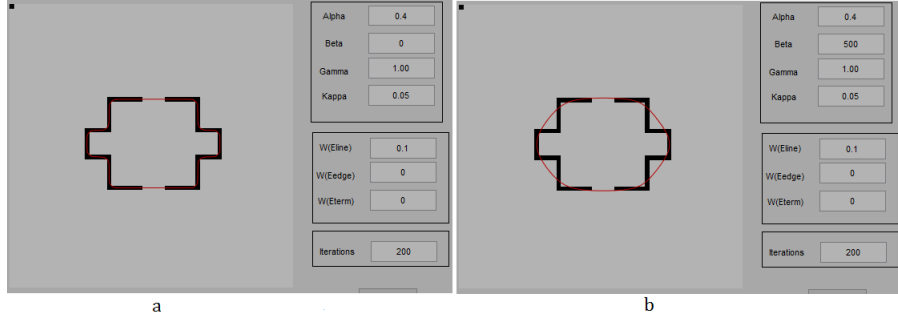 Alpha 0.4
Beta 0
Gamma 1.00
Kappa 0.05
W(Eline) 0.1
W(Eedge) 0
W(Eterm) 0
Iterations 200
a
Alpha 0.4
Beta 500
Gamma 1.00
Kappa 0.05
W(Eline) 0.1
W(Eedge) 0
W(Eterm) 0
Iterations 200
b